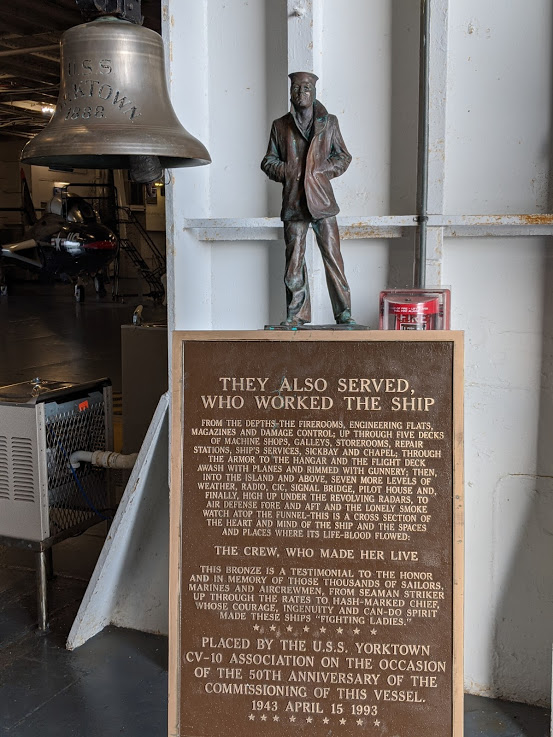 U.S.S.
YORKTOWN
1888
FIRE
THEY ALSO SERVED,
WHO WORKED THE SHIP
FROM THE DEPTHS-THE FIREROOMS, ENGINEERING FLATS,
MAGAZINES AND DAMAGE CONTROL; UP THROUGH FIVE DECKS
OF MACHINE SHOPS, GALLEYS, STOREROOMS, REPAIR
STATIONS, SHIP'S SERVICES, SICKBAY AND CHAPEL; THROUGH
THE ARMOR TO THE HANGAR AND THE FLIGHT DECK
AWASH WITH PLANES AND RIMMED WITH GUNNERY; THEN,
INTO THE ISLAND AND ABOVE, SEVEN MORE LEVELS OF
WEATHER, RADIO, CIC, SIGNAL BRIDGE, PILOT HOUSE AND,
FINALLY, HIGH UP UNDER THE REVOLVING RADARS, TO
AIR DEFENSE FORE AND AFT AND THE LONELY SMOKE
WATCH ATOP THE FUNNEL-THIS IS A CROSS SECTION OF
THE HEART AND MIND OF THE SHIP AND THE SPACES
AND PLACES WHERE ITS LIFE-BLOOD FLOWED:
THE CREW, WHO MADE HER LIVE
THIS BRONZE IS A TESTIMONIAL TO THE HONOR
AND IN MEMORY OF THOSE THOUSANDS OF SAILORS,
MARINES AND AIRCREWMEN, FROM SEAMAN STRIKER
UP THROUGH THE RATES TO HASH-MARKED CHIEF,
WHOSE COURAGE, INGENUITY AND CAN-DO SPIRIT
MADE THESE SHIPS "FIGHTING LADIES."
PLACED BY THE U.S.S. YORKTOWN
CV-10 ASSOCIATION ON THE OCCASION
OF THE 50TH ANNIVERSARY OF THE
COMMISSIONING OF THIS VESSEL.
1943 APRIL 15 1993